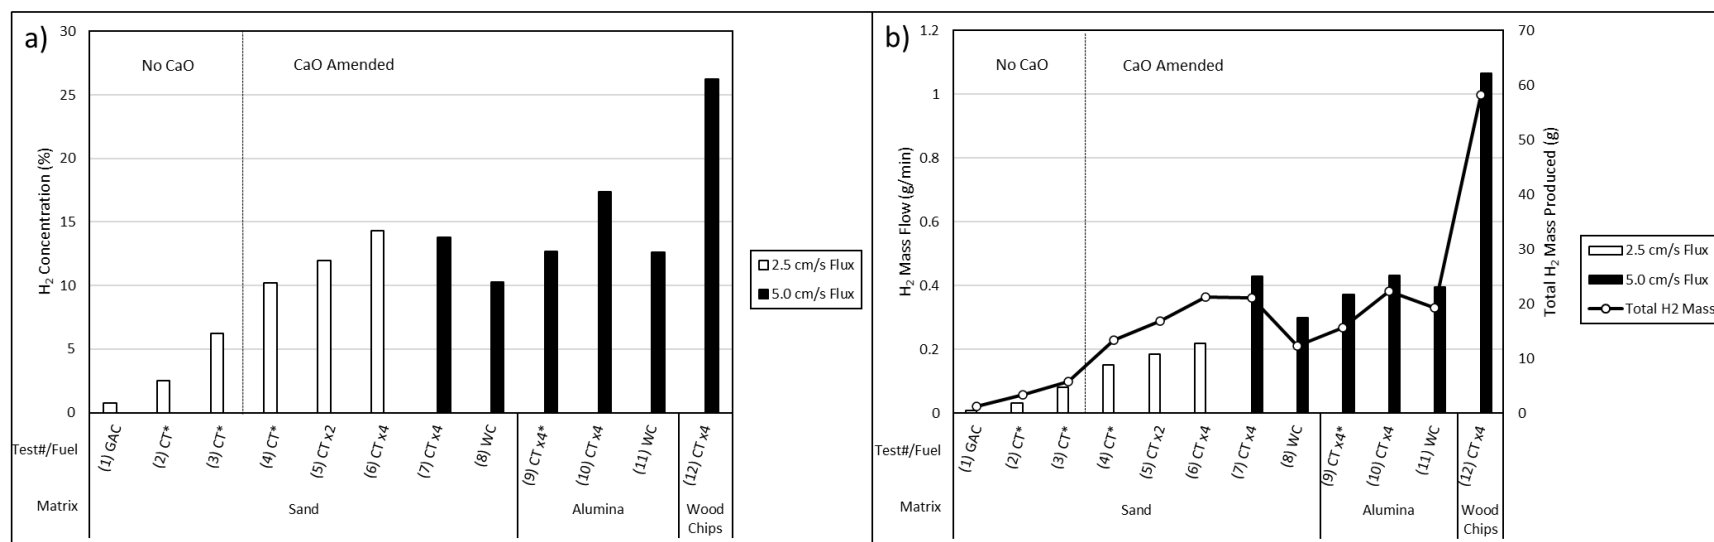 a)
30
25
20
15
10
5
0
H2 Concentration (%)
No CaO
CaO Amended
Test#/Fuel
(1) GAC
(2) CT*
(3) CT*
(4) CT*
(5) CT x2
(6) CT x4
(7) CT x4
(8) WC
(9) CT x4*
(10) CT x4
(11) WC
(12) CT x4
Matrix
Sand
Alumina
Wood
Chips
2.5 cm/s Flux
5.0 cm/s Flux
b)
1.2
1
0.8
0.6
0.4
0.2
0
H2 Mass Flow (g/min)
No CaO
CaO Amended
70
60
50
40
30
20
10
0
Total H2 Mass Produced (g)
Test#/Fuel
(1) GAC
(2) CT*
(3) CT*
(4) CT*
(5) CT x2
(6) CT x4
(7) CT x4
(8) WC
(9) CT x4*
(10) CT x4
(11) WC
(12) CT x4
Matrix
Sand
Alumina
Wood
Chips
2.5 cm/s Flux
5.0 cm/s Flux
Total H2 Mass